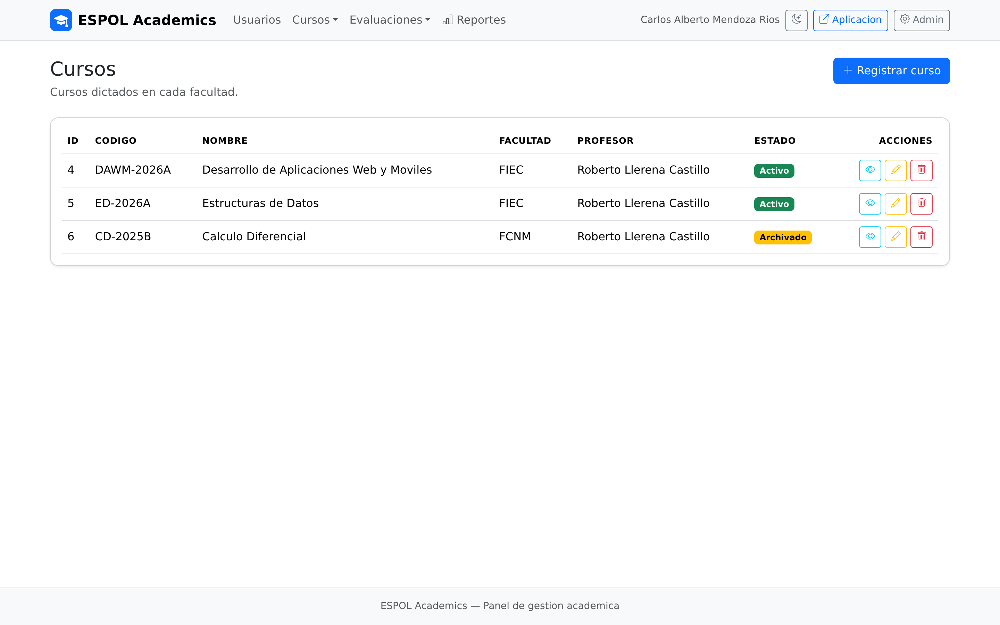 ESPOL Academics Usuarios Cursos Evaluaciones Reportes Carlos Alberto Mendoza Rios Aplicacion Admin
Cursos
+ Registrar curso
Cursos dictados en cada facultad.
ID CODIGO NOMBRE FACULTAD PROFESOR ESTADO ACCIONES
4 DAWM-2026A Desarrollo de Aplicaciones Web y Moviles FIEC Roberto Llerena Castillo Activo
5 ED-2026A Estructuras de Datos FIEC Roberto Llerena Castillo Activo
6 CD-2025B Calculo Diferencial FCNM Roberto Llerena Castillo Archivado
ESPOL Academics — Panel de gestion academica